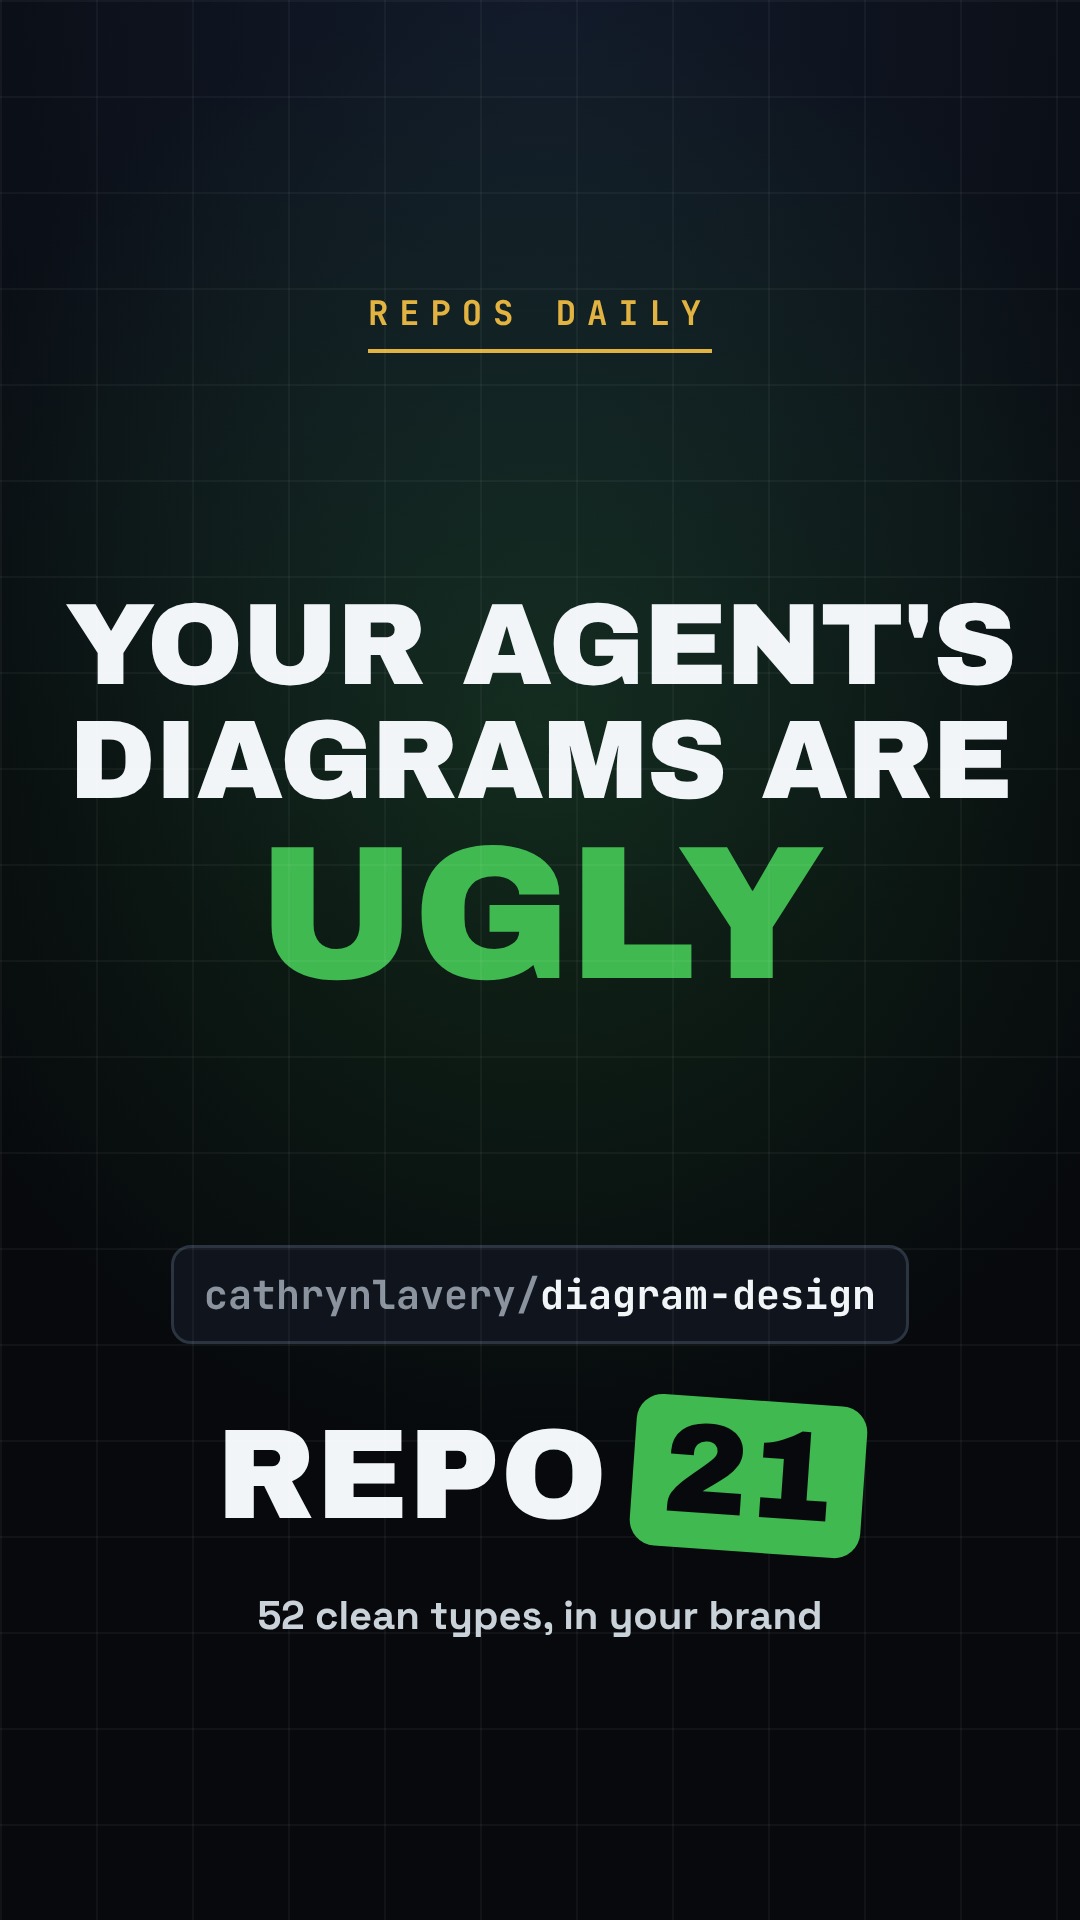 REPOS DAILY
YOUR AGENT'S
DIAGRAMS ARE
UGLY
cathrynlavery/diagram-design
REPO 21
52 clean types, in your brand